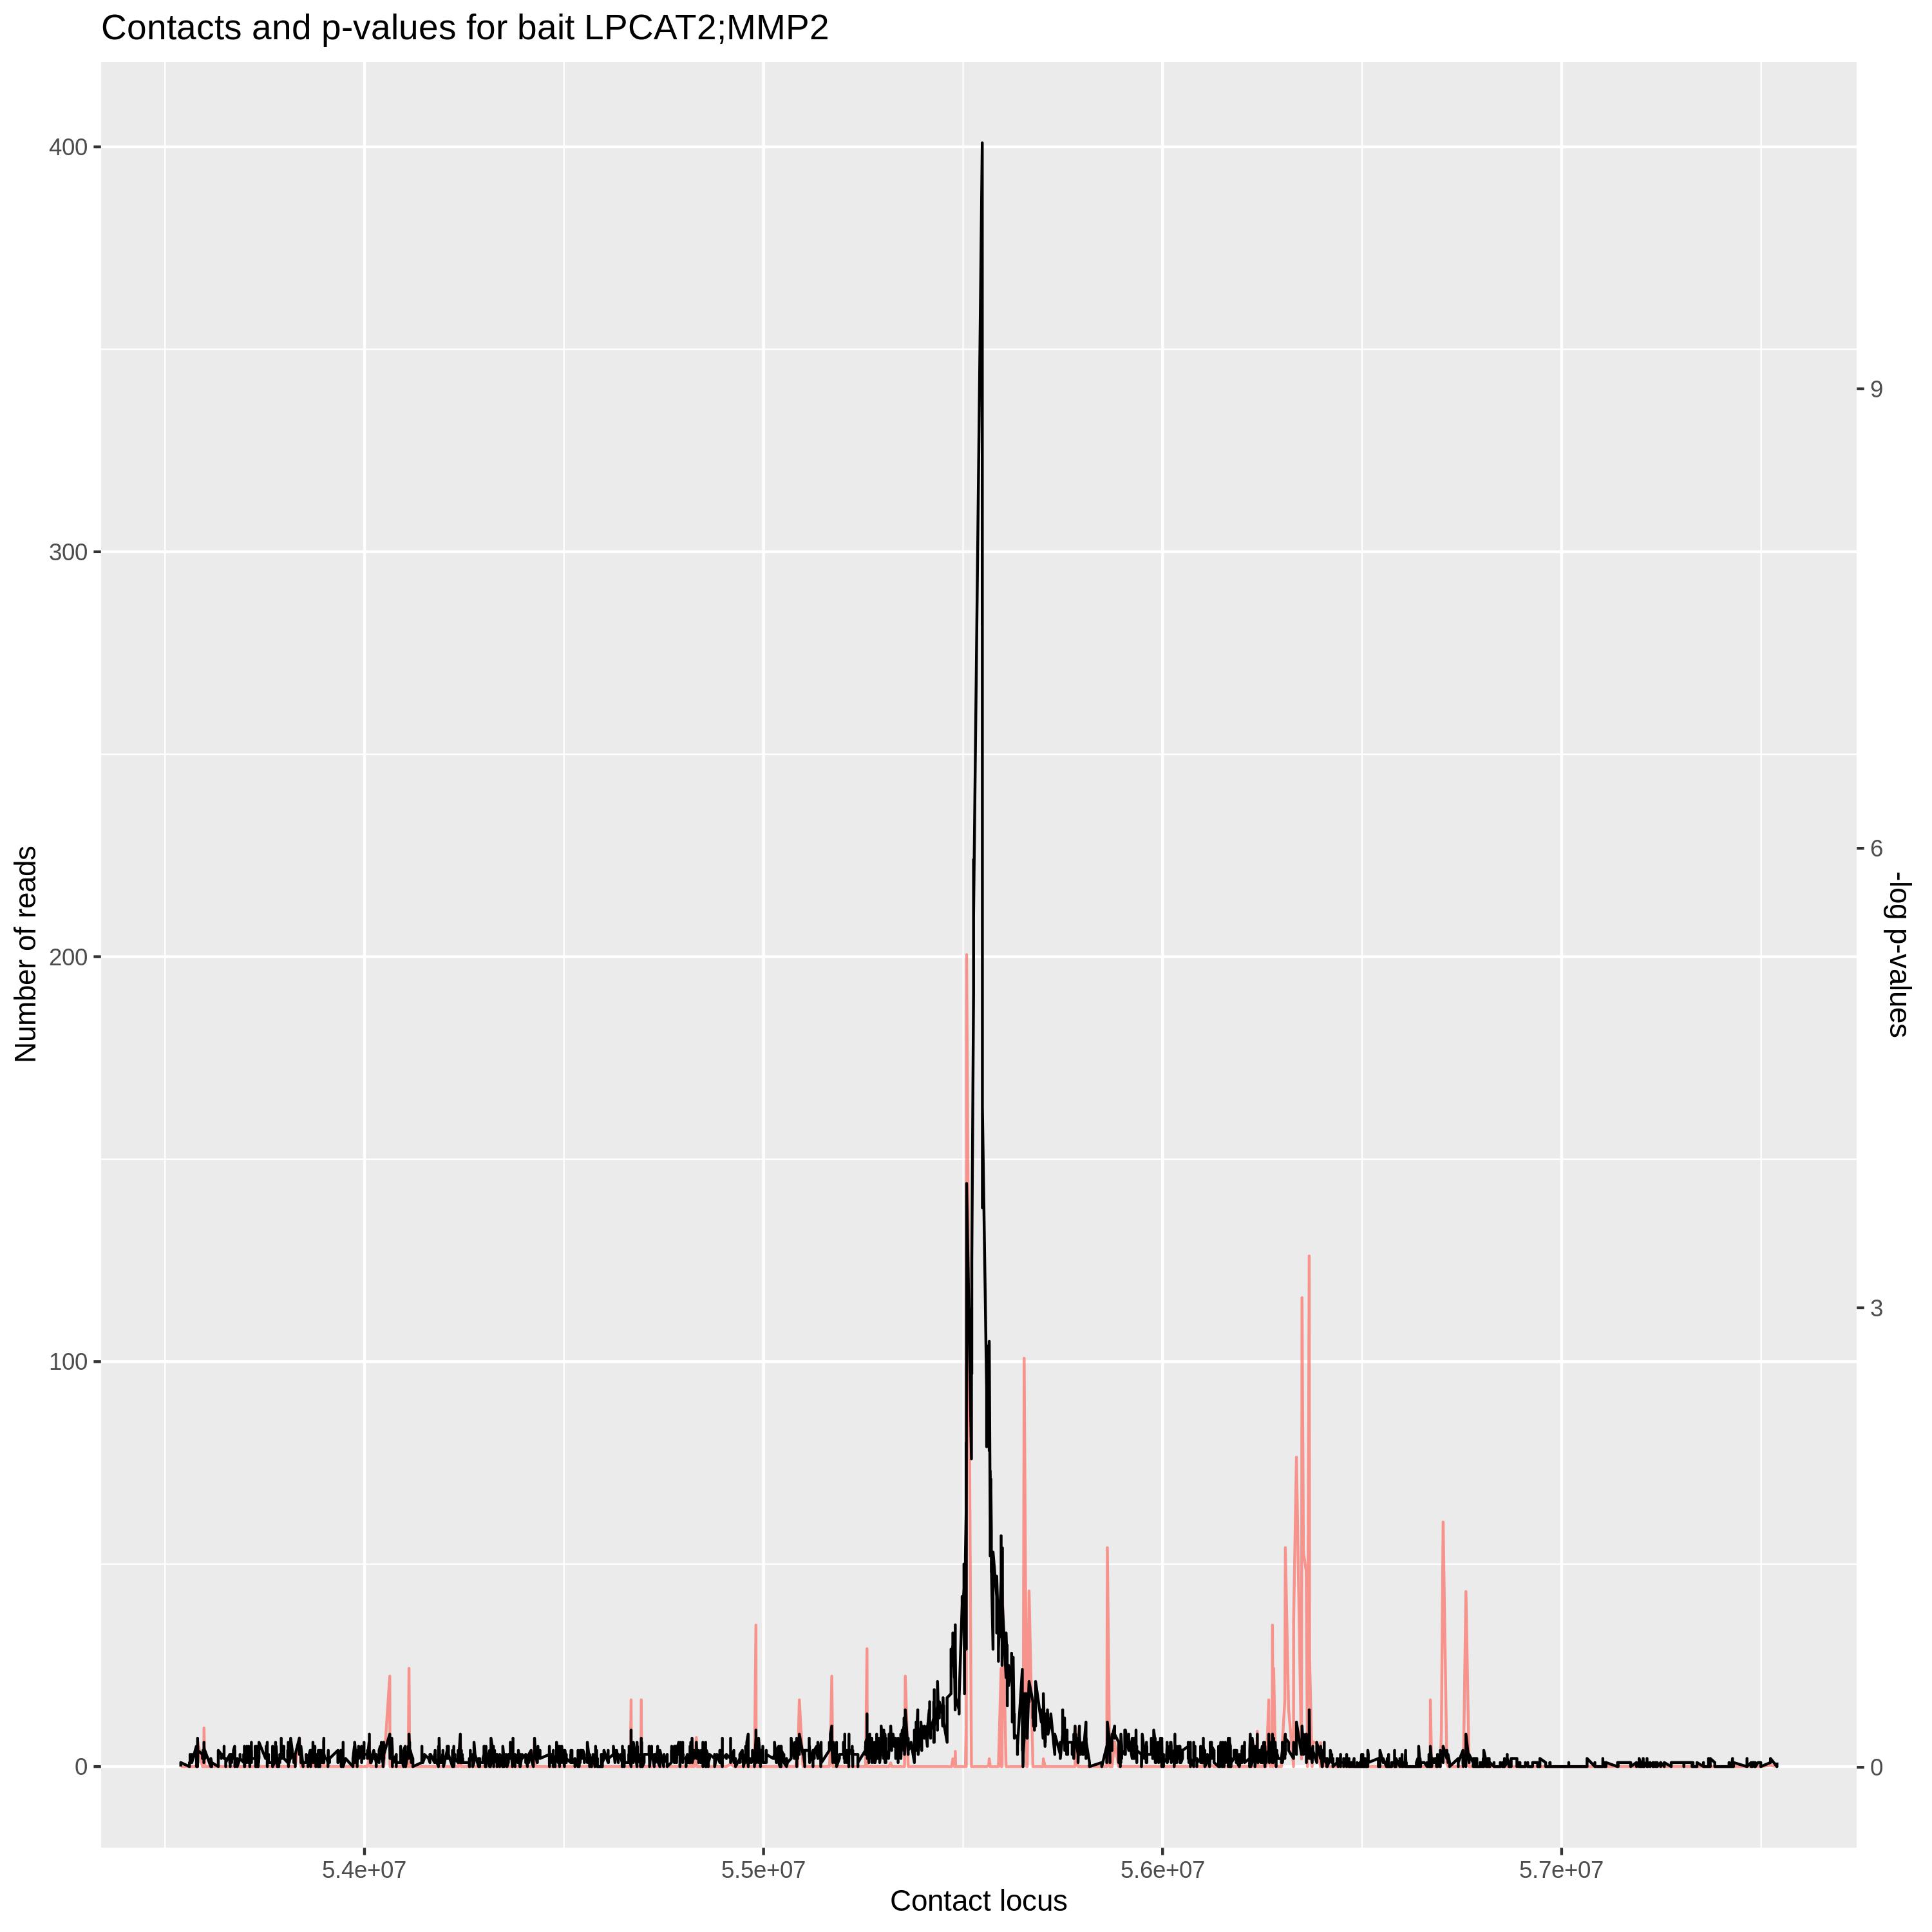 Contacts and p-values for bait LPCAT2;MMP2
400
300
200
100
0
Number of reads
9
6
3
0
-log p-values
5.4e+07
5.5e+07
5.6e+07
5.7e+07
Contact locus